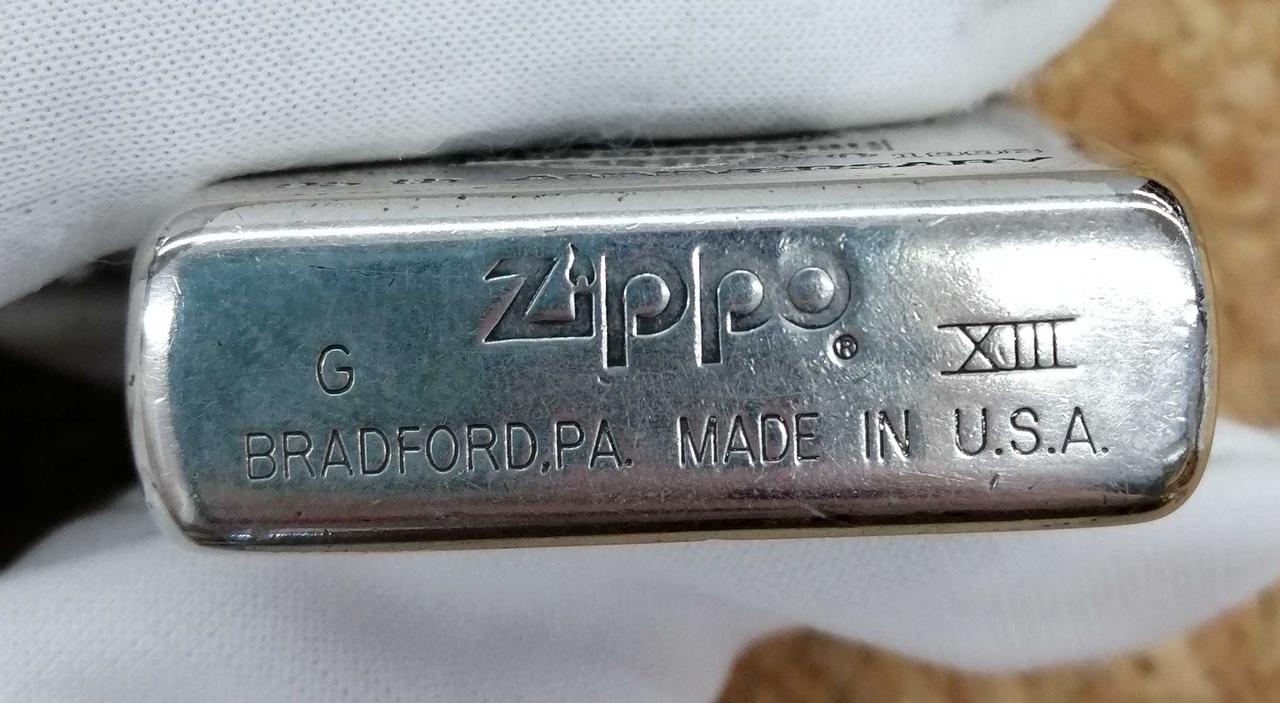 Zippo®
G XIII
BRADFORD,PA. MADE IN U.S.A.